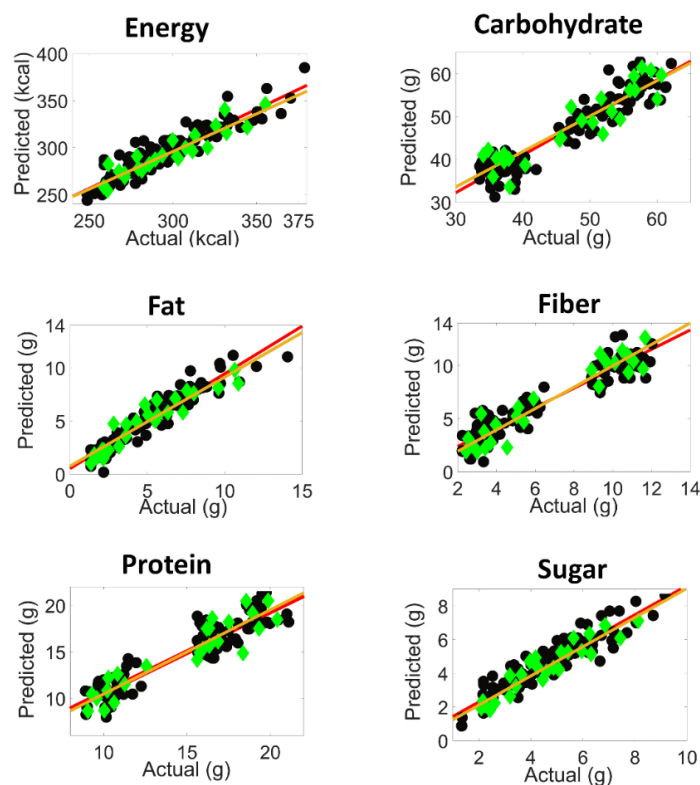 Energy
Predicted (kcal)
400
350
300
250
250 300 350 375
Actual (kcal)
Carbohydrate
Predicted (g)
60
50
40
30
30 40 50 60
Actual (g)
Fat
Predicted (g)
14
10
5
0
0 5 10 15
Actual (g)
Fiber
Predicted (g)
14
10
5
0
2 4 6 8 10 12 14
Actual (g)
Protein
Predicted (g)
20
15
10
10 15 20
Actual (g)
Sugar
Predicted (g)
8
6
4
2
0
2 4 6 8 10
Actual (g)